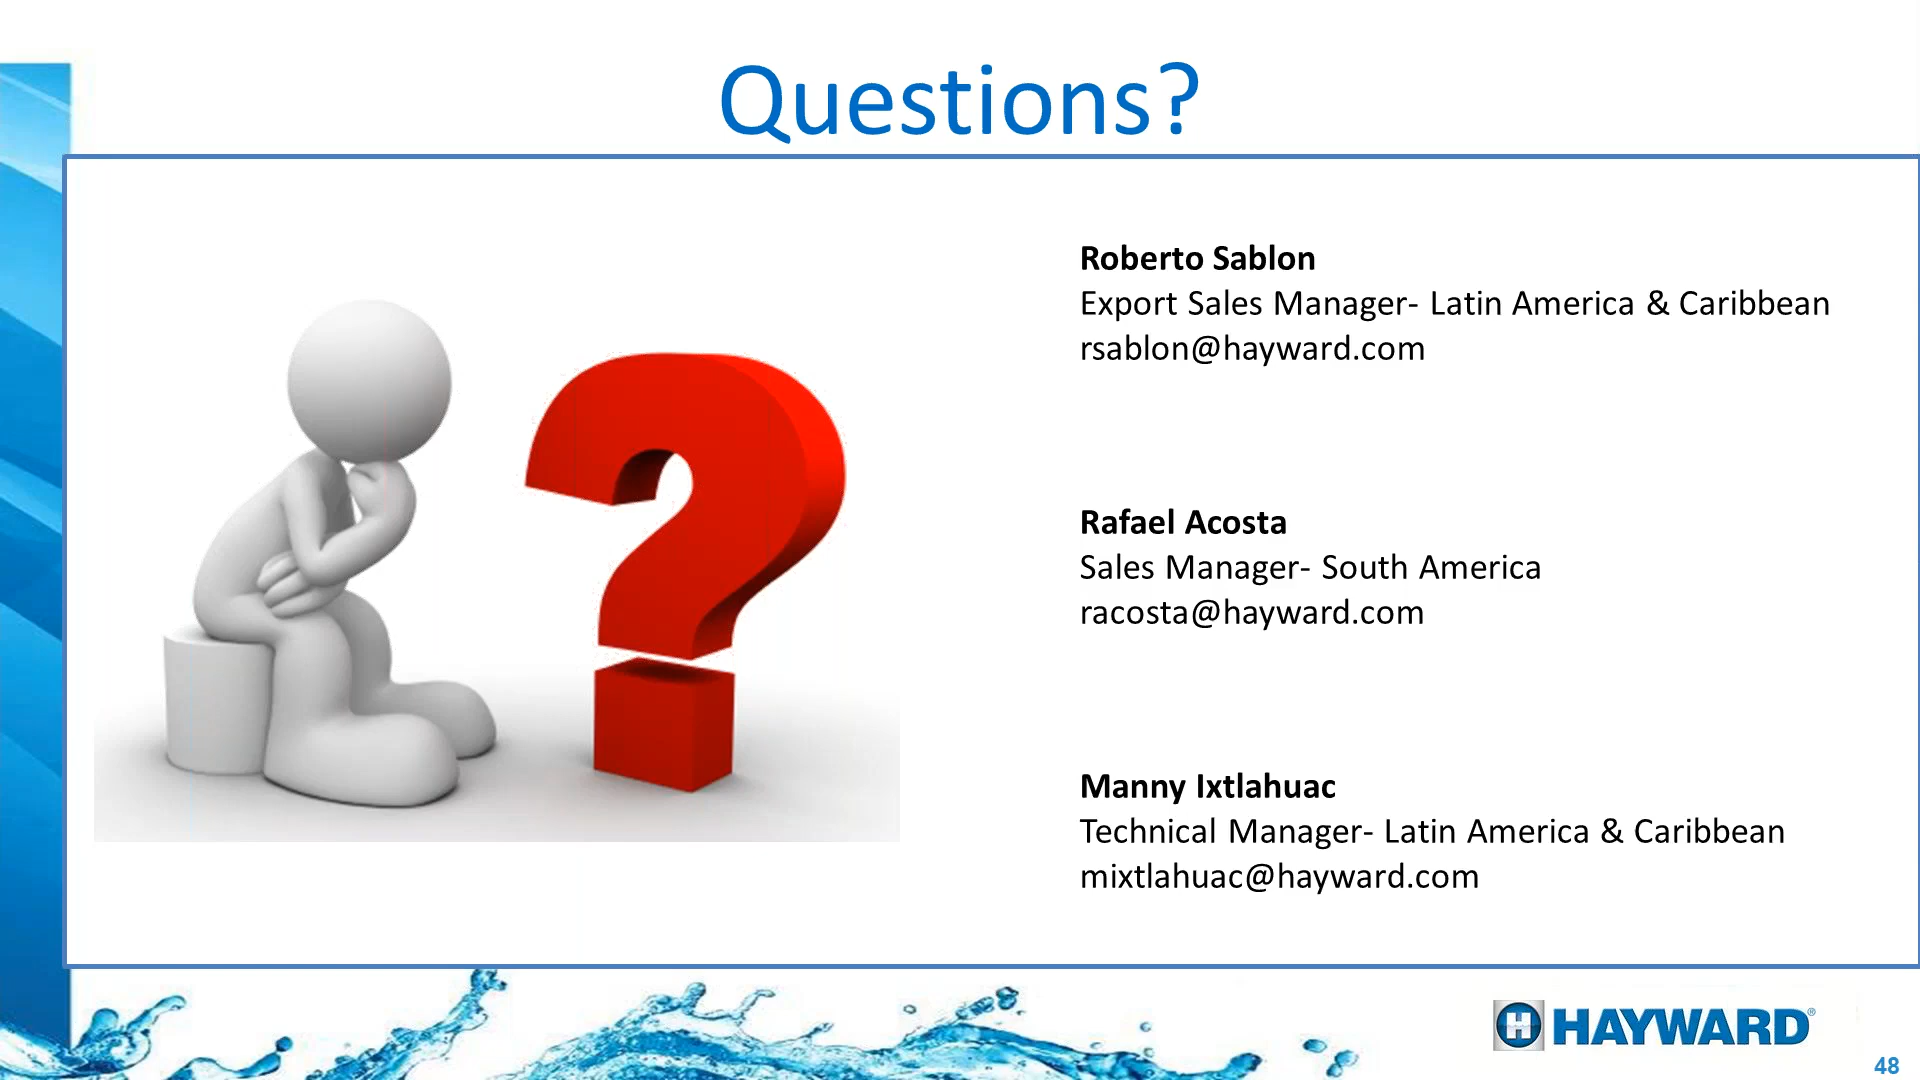 Questions?
Roberto Sablon
Export Sales Manager- Latin America & Caribbean
rsablon@hayward.com
Rafael Acosta
Sales Manager- South America
racosta@hayward.com
Manny Ixtlahuac
Technical Manager- Latin America & Caribbean
mixtlahuac@hayward.com
H HAYWARD®
48